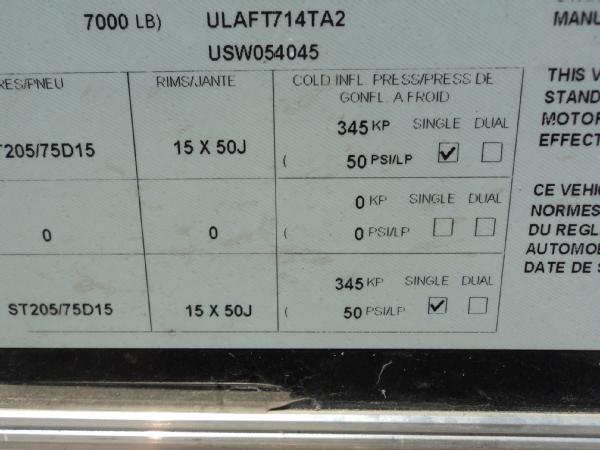 7000 LB) ULAFT714TA2 MANU
USW054045
RES/PNEU RIMS/JANTE COLD INFL. PRESS/PRESS DE
GONFL. A FROID
THIS V
STAND
MOTOR
EFFECT
345 KP SINGLE DUAL
T205/75D15 15 X 50J ( 50 PSI/LP
0 KP SINGLE DUAL
0 0 ( 0 PSI/LP
345 KP SINGLE DUAL
ST205/75D15 15 X 50J ( 50 PSI/LP
CE VEHIC
NORMES
DU REGL
AUTOMOB
DATE DE S